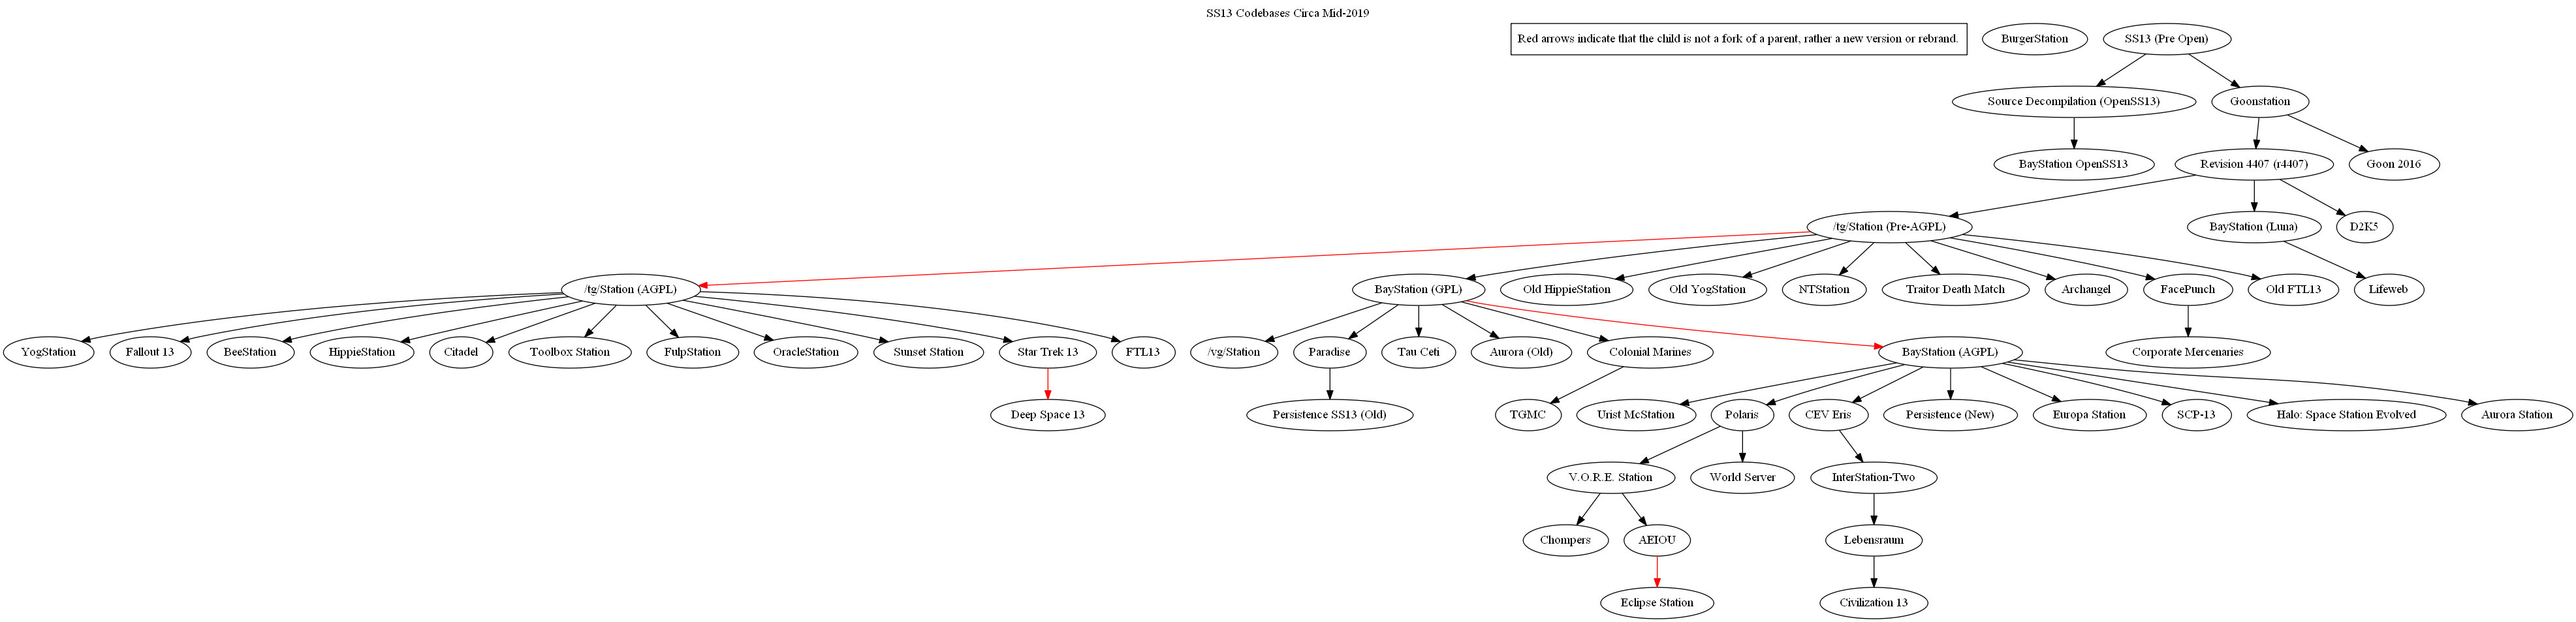 SS13 Codebases Circa Mid-2019
Red arrows indicate that the child is not a fork of a parent, rather a new version or rebrand.
BurgerStation
SS13 (Pre Open)
Source Decompilation (OpenSS13)
Goonstation
BayStation OpenSS13
Revision 4407 (r4407)
Goon 2016
/tg/Station (Pre-AGPL)
BayStation (Luna)
D2K5
/tg/Station (AGPL)
BayStation (GPL)
Old HippieStation
Old YogStation
NTStation
Traitor Death Match
Archangel
FacePunch
Old FTL13
Lifeweb
YogStation
Fallout 13
BeeStation
HippieStation
Citadel
Toolbox Station
FulpStation
OracleStation
Sunset Station
Star Trek 13
FTL13
/vg/Station
Paradise
Tau Ceti
Aurora (Old)
Colonial Marines
BayStation (AGPL)
Corporate Mercenaries
Deep Space 13
Persistence SS13 (Old)
TGMC
Urist McStation
Polaris
CEV Eris
Persistence (New)
Europa Station
SCP-13
Halo: Space Station Evolved
Aurora Station
V.O.R.E. Station
World Server
InterStation-Two
Chompers
AEIOU
Lebensraum
Eclipse Station
Civilization 13